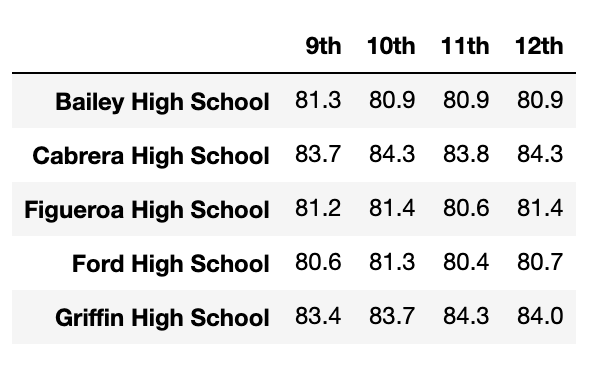 9th 10th 11th 12th
Bailey High School 81.3 80.9 80.9 80.9
Cabrera High School 83.7 84.3 83.8 84.3
Figueroa High School 81.2 81.4 80.6 81.4
Ford High School 80.6 81.3 80.4 80.7
Griffin High School 83.4 83.7 84.3 84.0